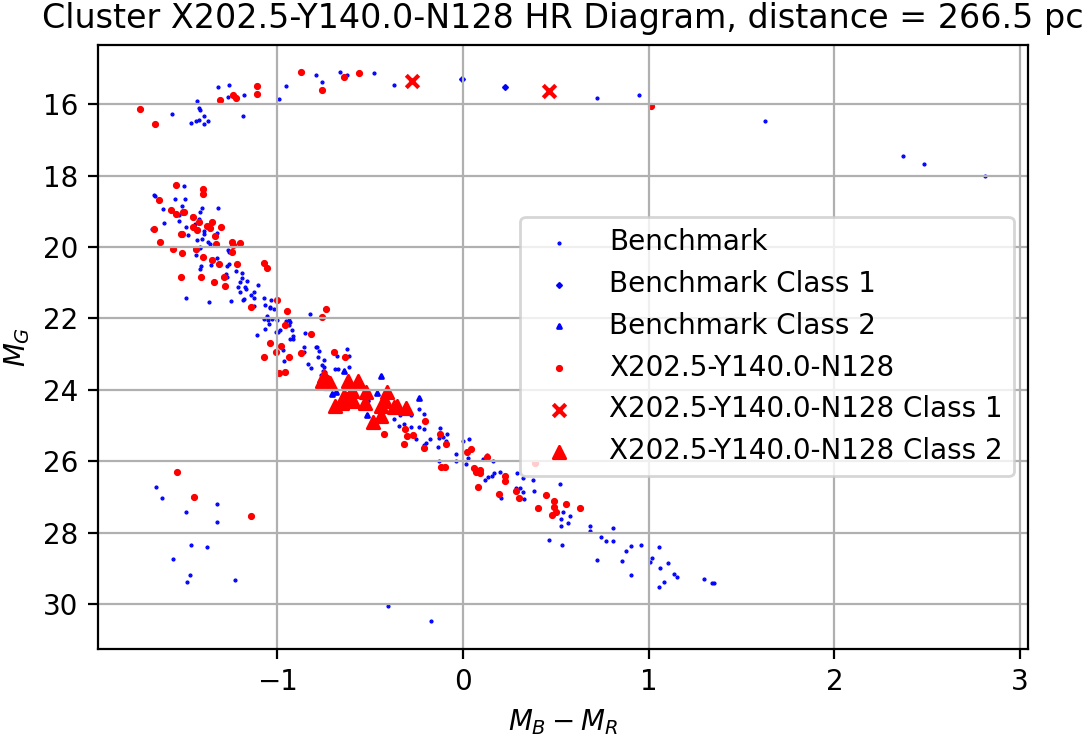 Cluster X202.5-Y140.0-N128 HR Diagram, distance = 266.5 pc
16
18
20
22
24
26
28
30
M_G
Benchmark
Benchmark Class 1
Benchmark Class 2
X202.5-Y140.0-N128
X202.5-Y140.0-N128 Class 1
X202.5-Y140.0-N128 Class 2
−1 0 1 2 3
M_B − M_R